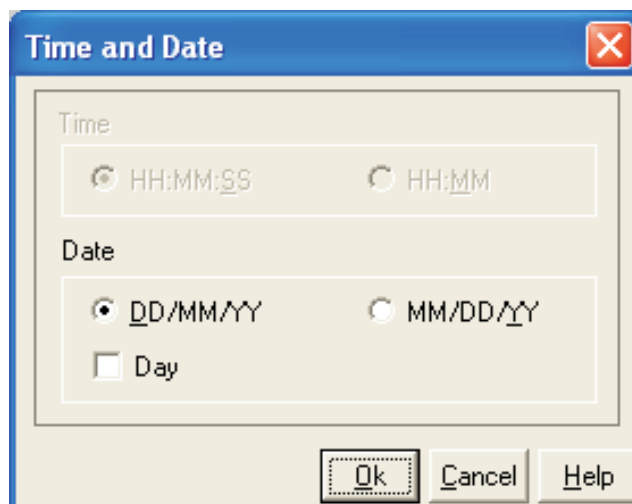 Time and Date
Time
HH:MM:SS HH:MM
Date
DD/MM/YY MM/DD/YY
Day
Ok Cancel Help